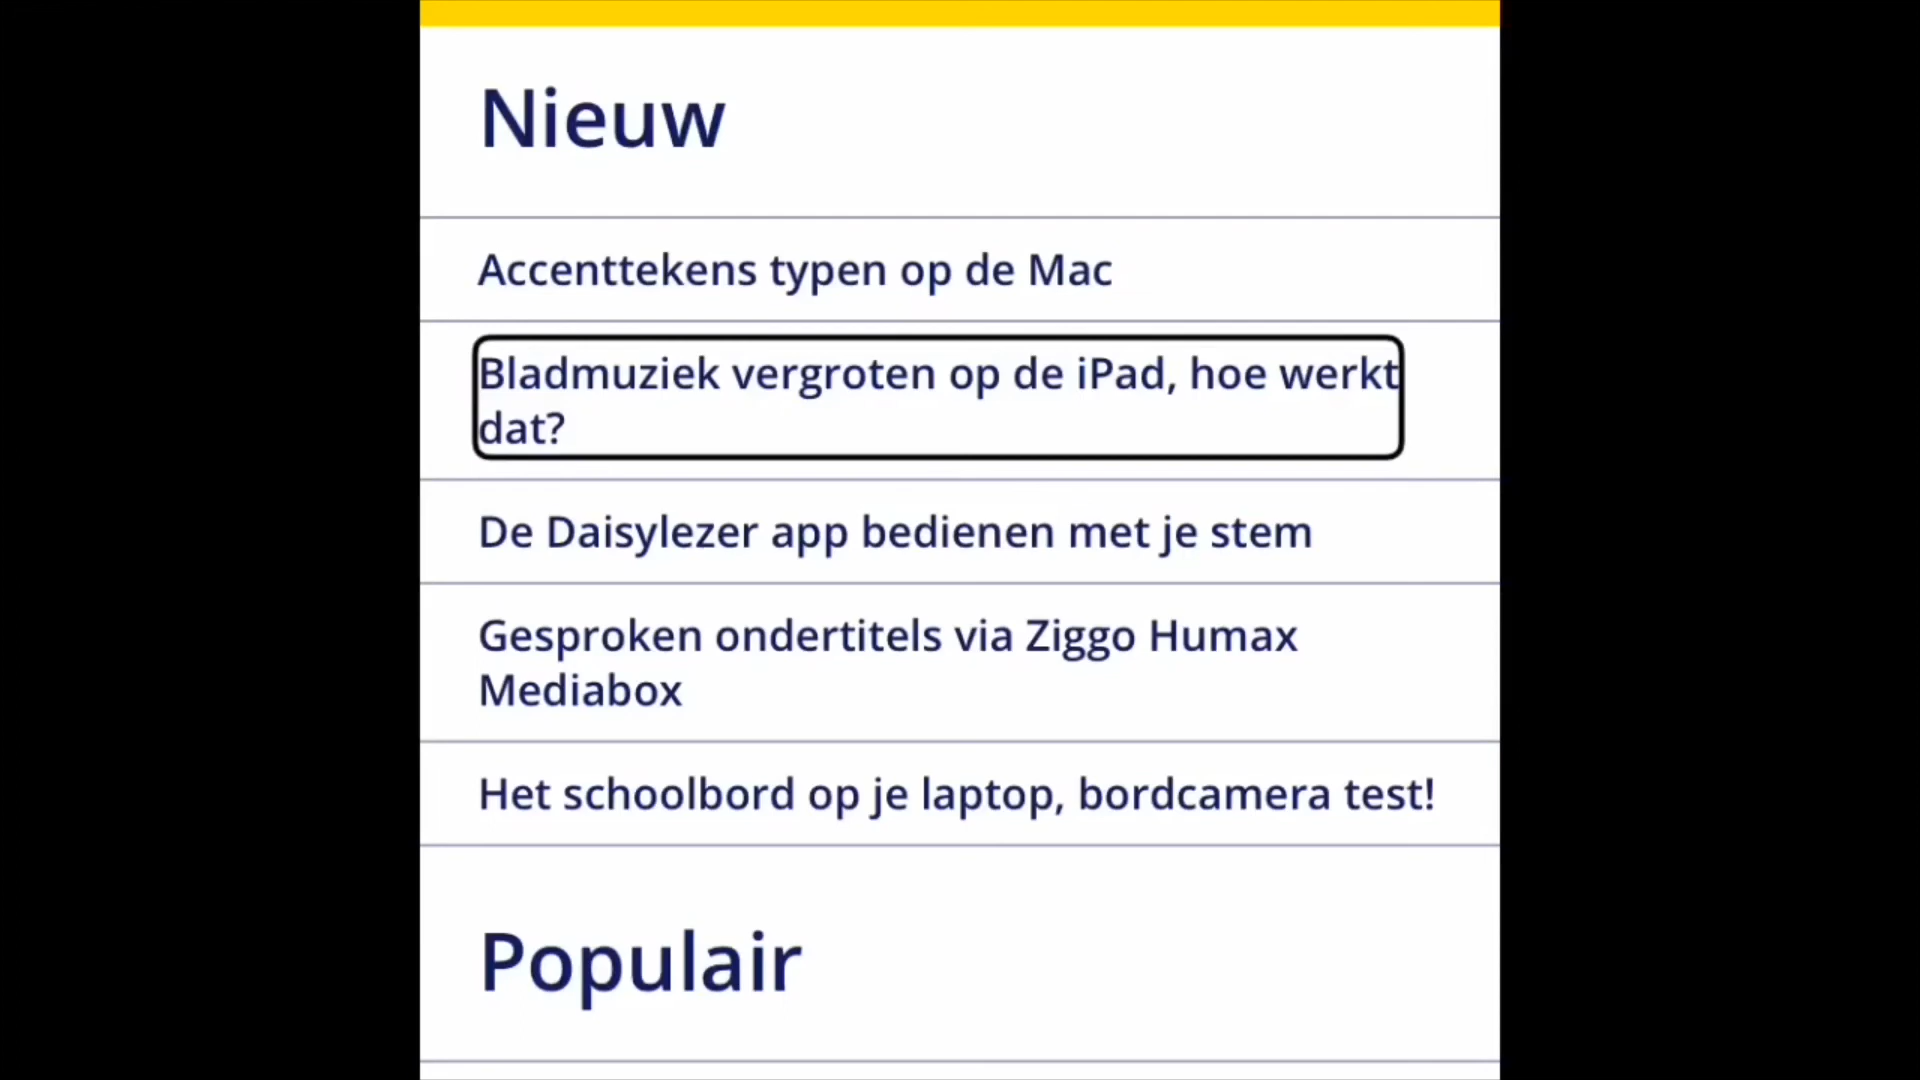 Nieuw
Accenttekens typen op de Mac
Bladmuziek vergroten op de iPad, hoe werkt
dat?
De Daisylezer app bedienen met je stem
Gesproken ondertitels via Ziggo Humax
Mediabox
Het schoolbord op je laptop, bordcamera test!
Populair